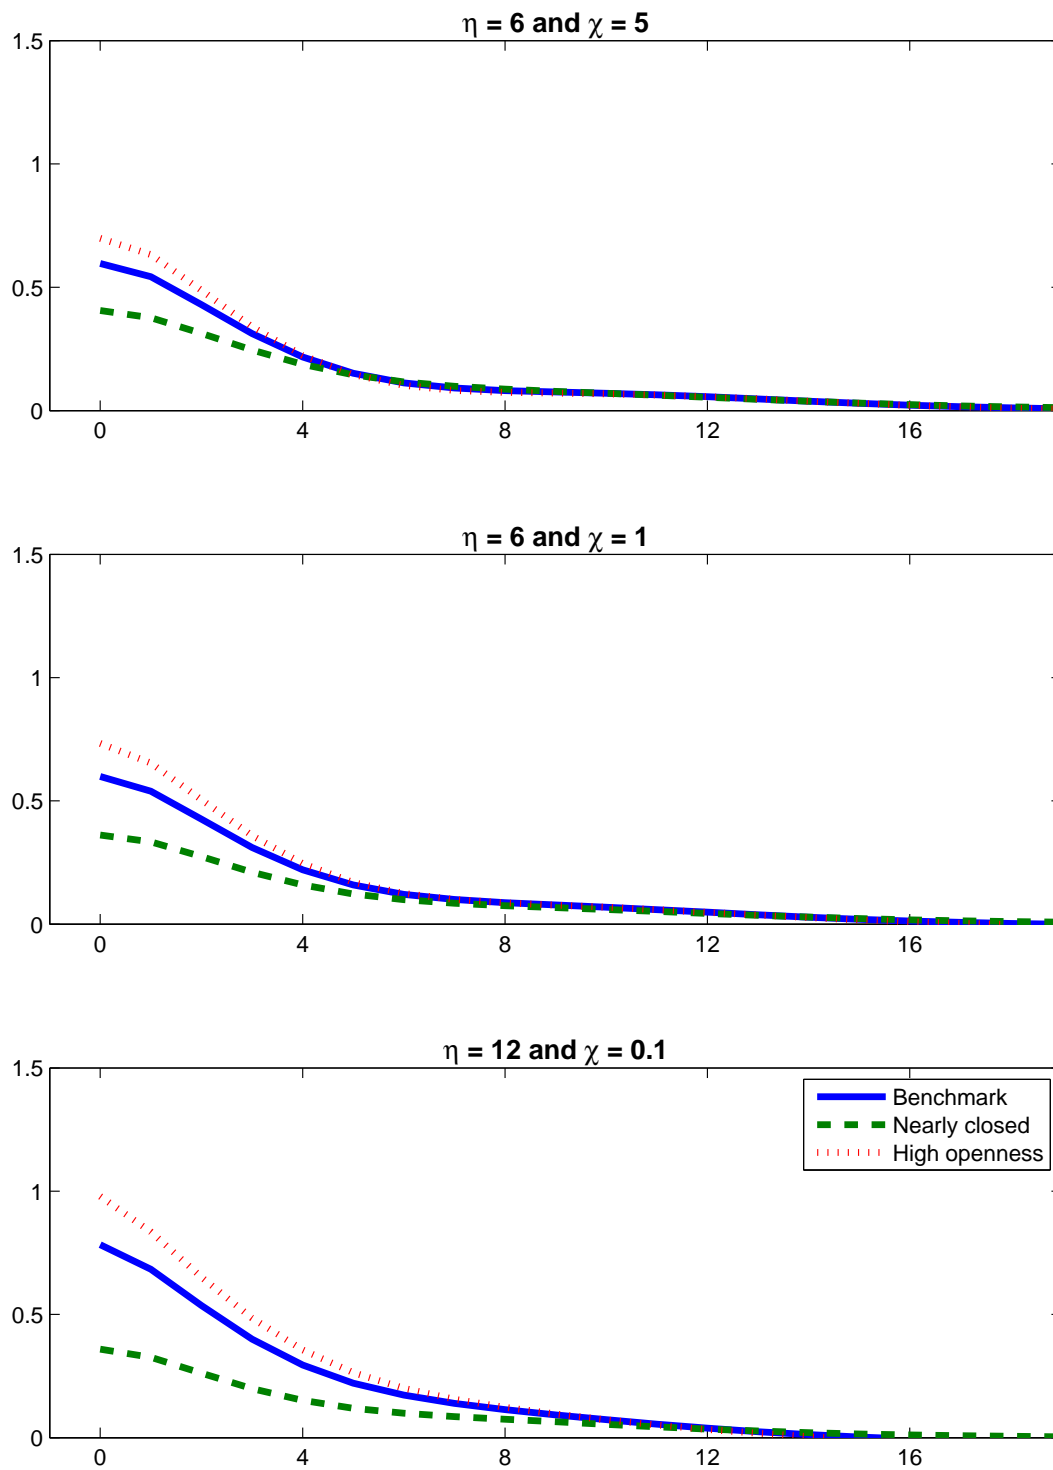 η = 6 and χ = 5
1.5
1
0.5
0
0 4 8 12 16
η = 6 and χ = 1
1.5
1
0.5
0
0 4 8 12 16
η = 12 and χ = 0.1
1.5
Benchmark
Nearly closed
High openness
1
0.5
0
0 4 8 12 16